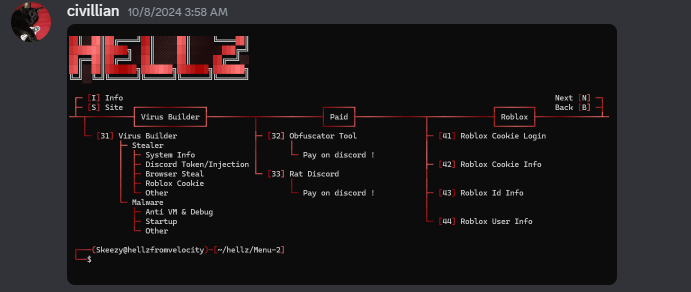 civillian 10/8/2024 3:58 AM
HELLZ
[I] Info
[S] Site
Next [N]
Back [B]
Virus Builder
Paid
Roblox
[31] Virus Builder
Stealer
System Info
Discord Token/Injection
Browser Steal
Roblox Cookie
Other
Malware
Anti VM & Debug
Startup
Other
[32] Obfuscator Tool
Pay on discord !
[33] Rat Discord
Pay on discord !
[41] Roblox Cookie Login
[42] Roblox Cookie Info
[43] Roblox Id Info
[44] Roblox User Info
(Skeezy@hellzfromvelocity)-[~/hellz/Menu-2]
$